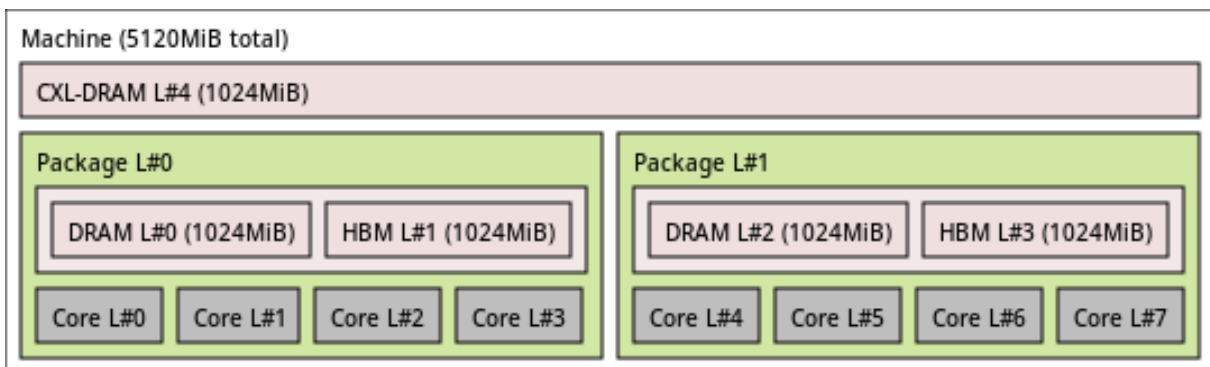 Machine (5120MiB total)
CXL-DRAM L#4 (1024MiB)
Package L#0
DRAM L#0 (1024MiB)
HBM L#1 (1024MiB)
Core L#0
Core L#1
Core L#2
Core L#3
Package L#1
DRAM L#2 (1024MiB)
HBM L#3 (1024MiB)
Core L#4
Core L#5
Core L#6
Core L#7